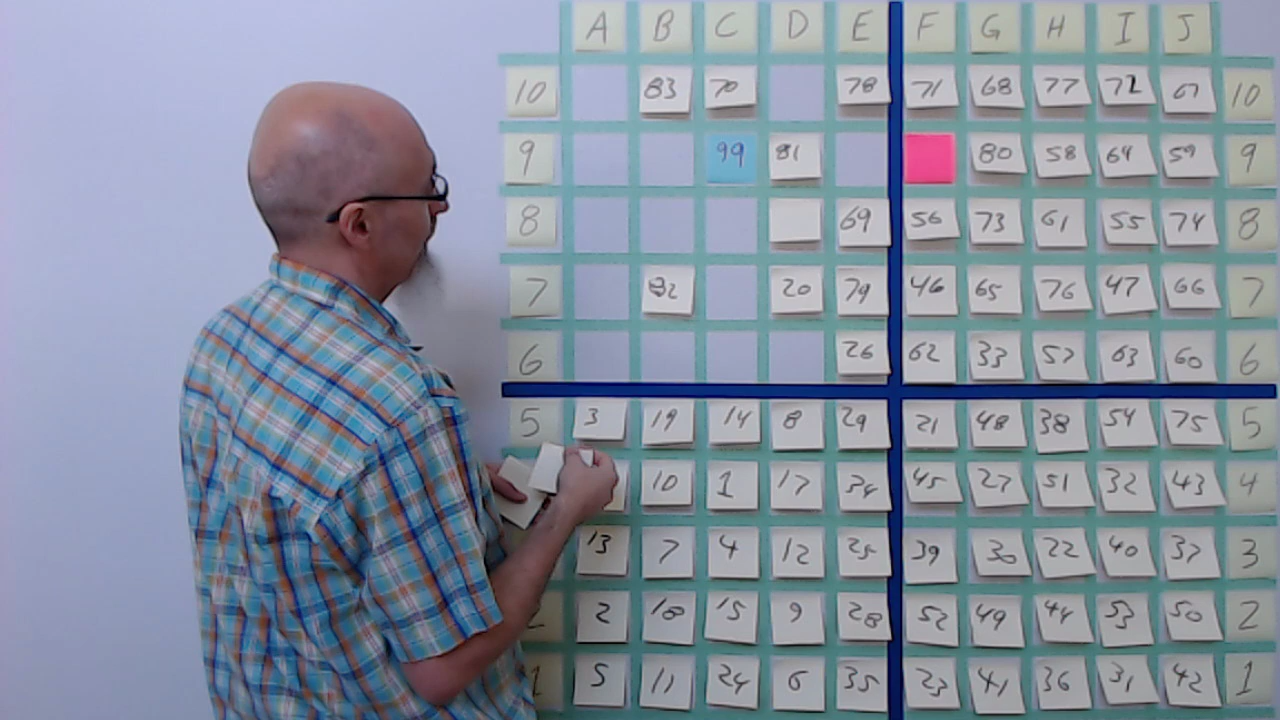 A B C D E F G H I J
10 83 70 78 71 68 77 72 67 10
9 99 81 80 58 64 59 9
8 69 56 73 61 55 74 8
7 82 20 79 46 65 76 47 66 7
6 26 62 33 57 63 60 6
5 3 19 14 8 29 21 48 38 54 75 5
10 1 17 34 45 27 51 32 43 4
13 7 4 12 25 39 30 22 40 37 3
2 2 18 15 9 28 52 49 44 53 50 2
1 5 11 24 6 35 23 41 36 31 42 1